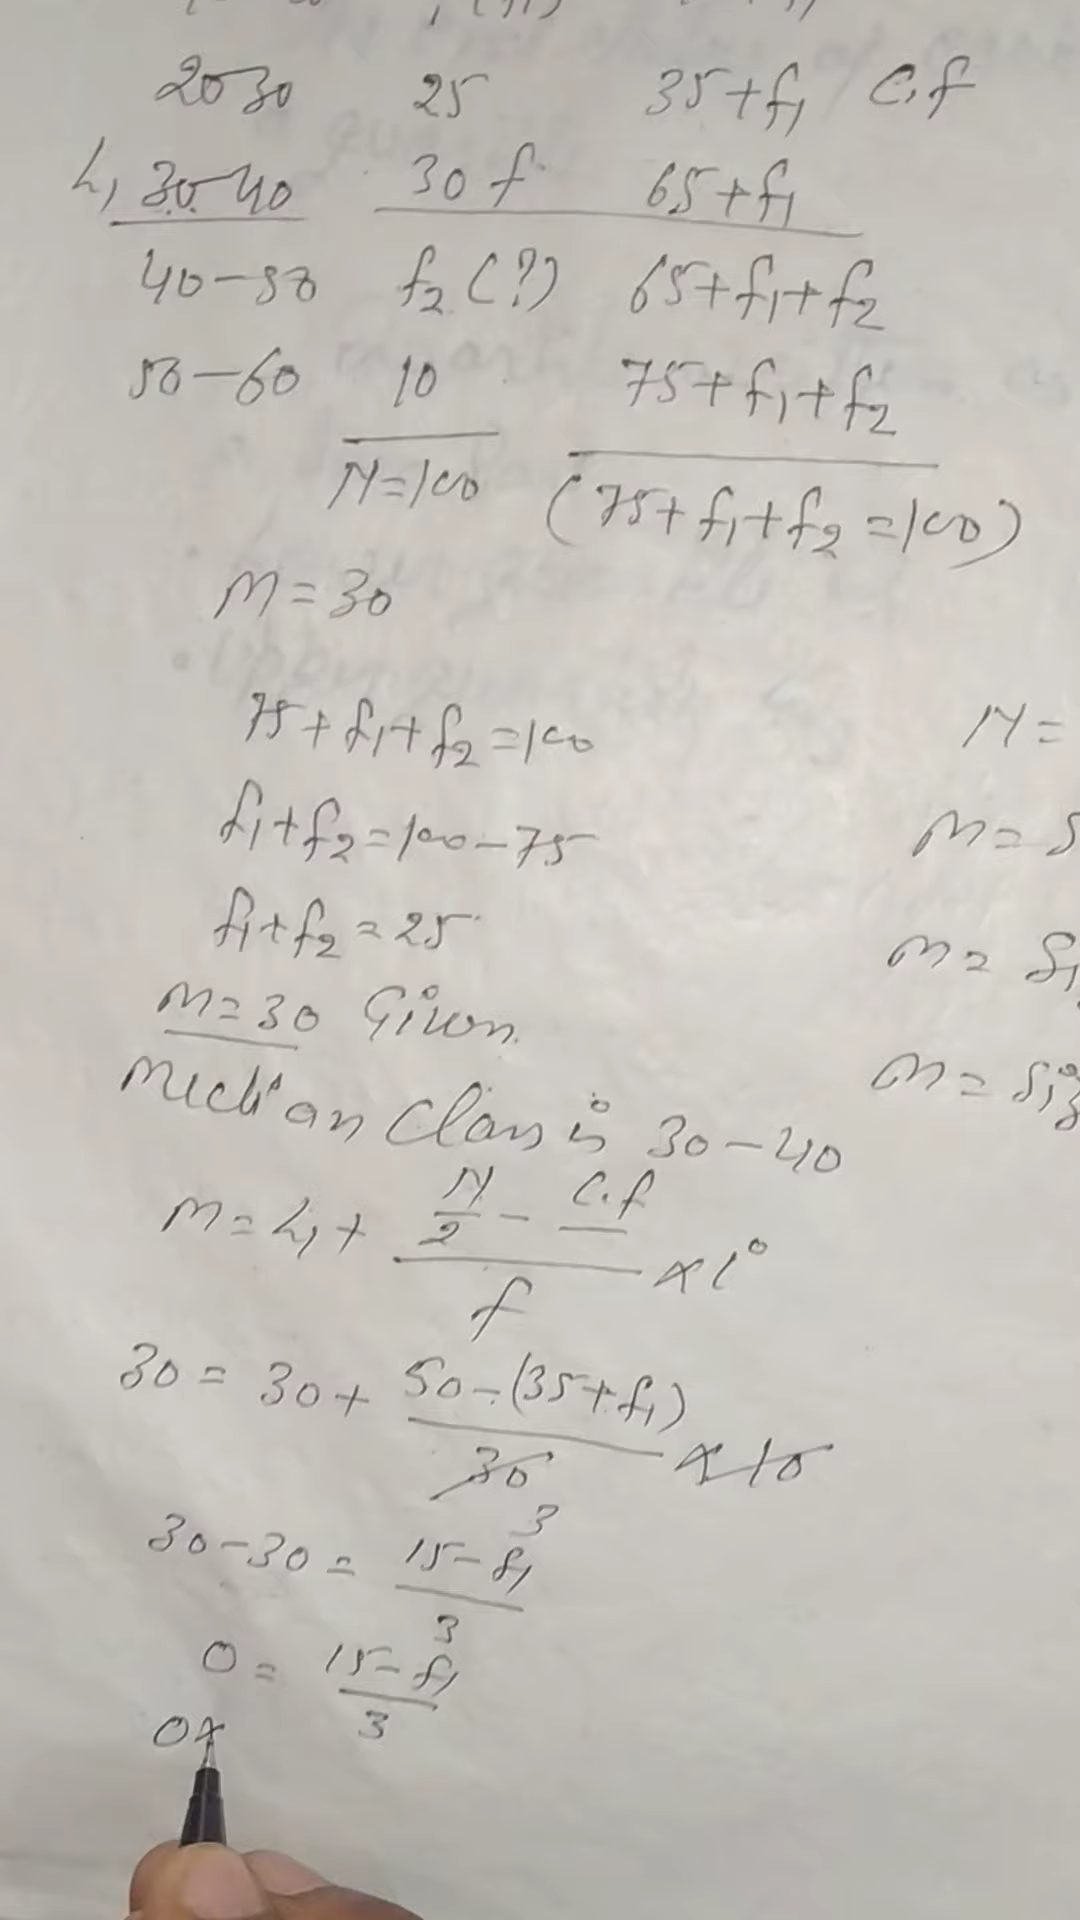 20-30 25 35+f₁ C.f
L₁ 30-40 30 f 65+f₁
40-50 f₂ (?) 65+f₁+f₂
50-60 10 75+f₁+f₂
N=100 (75+f₁+f₂=100)
M=30
75+f₁+f₂=100
N=
f₁+f₂=100-75
M=
f₁+f₂=25
M=
M=30 Given
Median Class is 30-40
M=
M=L₁+ (N/2 - C.f)/f ×i
30=30+ (50-(35+f₁))/30 ×10
3
30-30= (15-f₁)/3
0= (15-f₁)/3
0×